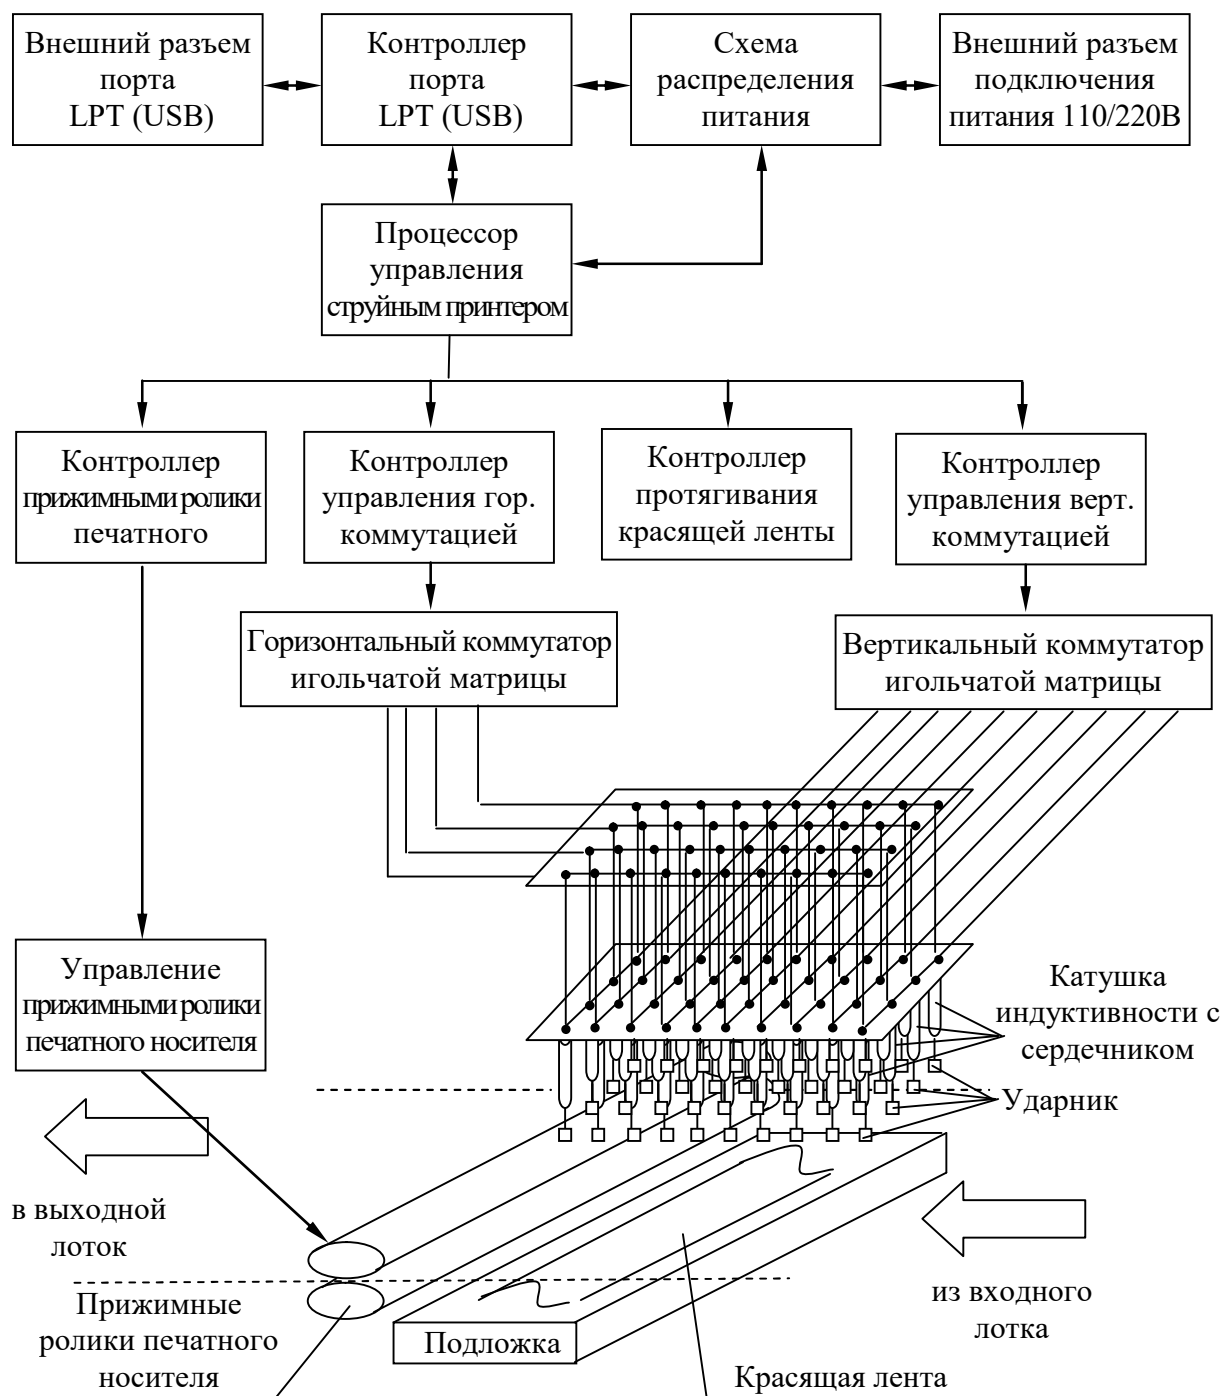 Внешний разъем
порта
LPT (USB)
Контроллер
порта
LPT (USB)
Схема
распределения
питания
Внешний разъем
подключения
питания 110/220В
Процессор
управления
струйным принтером
Контроллер
прижимными ролики
печатного
Контроллер
управления гор.
коммутацией
Контроллер
протягивания
красящей ленты
Контроллер
управления верт.
коммутацией
Горизонтальный коммутатор
игольчатой матрицы
Вертикальный коммутатор
игольчатой матрицы
Управление
прижимными ролики
печатного носителя
Катушка
индуктивности с
сердечником
Ударник
в выходной
лоток
из входного
лотка
Прижимные
ролики печатного
носителя
Подложка
Красящая лента